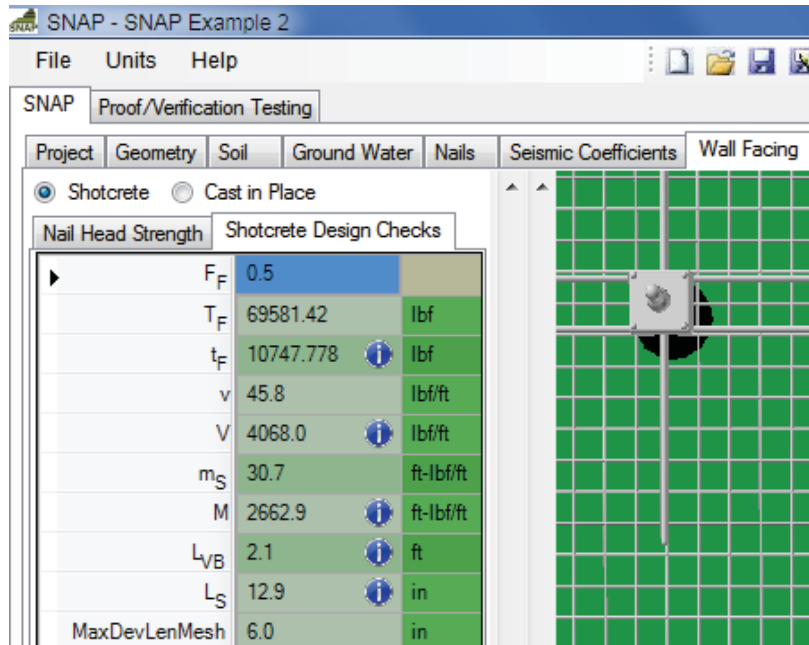 SNAP SNAP - SNAP Example 2
File Units Help
SNAP Proof/Verification Testing
Project Geometry Soil Ground Water Nails Seismic Coefficients Wall Facing
Shotcrete Cast in Place
Nail Head Strength Shotcrete Design Checks
FF 0.5
TF 69581.42 lbf
tF 10747.778 i lbf
v 45.8 lbf/ft
V 4068.0 i lbf/ft
mS 30.7 ft-lbf/ft
M 2662.9 i ft-lbf/ft
LVB 2.1 i ft
LS 12.9 i in
MaxDevLenMesh 6.0 in